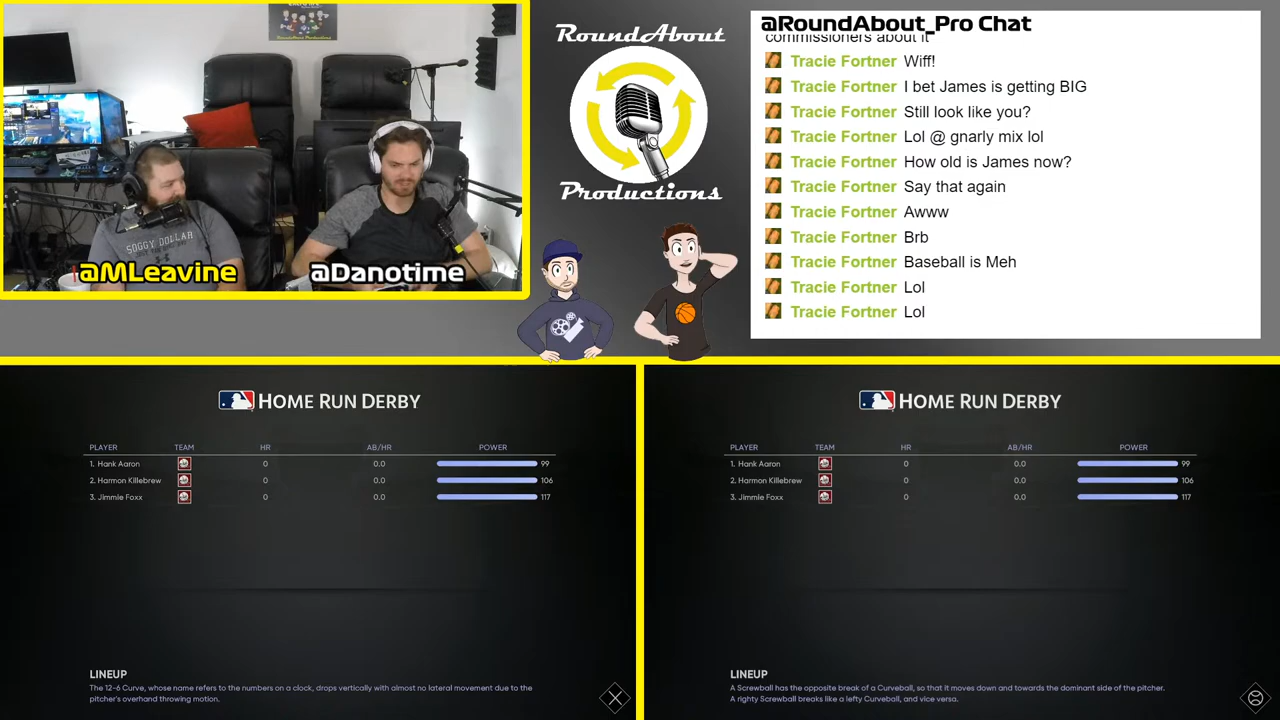 @MLeavine
@Danotime
SOGGY DOLLAR
RoundAbout
Productions
@RoundAbout_Pro Chat
commissioners about it
Tracie Fortner Wiff!
Tracie Fortner I bet James is getting BIG
Tracie Fortner Still look like you?
Tracie Fortner Lol @ gnarly mix lol
Tracie Fortner How old is James now?
Tracie Fortner Say that again
Tracie Fortner Awww
Tracie Fortner Brb
Tracie Fortner Baseball is Meh
Tracie Fortner Lol
Tracie Fortner Lol
HOME RUN DERBY
PLAYER TEAM HR AB/HR POWER
1. Hank Aaron 0 0.0 99
2. Harmon Killebrew 0 0.0 106
3. Jimmie Foxx 0 0.0 117
LINEUP
The 12-6 Curve, whose name refers to the numbers on a clock, drops vertically with almost no lateral movement due to the
pitcher's overhand throwing motion.
HOME RUN DERBY
PLAYER TEAM HR AB/HR POWER
1. Hank Aaron 0 0.0 99
2. Harmon Killebrew 0 0.0 106
3. Jimmie Foxx 0 0.0 117
LINEUP
A Screwball has the opposite break of a Curveball, so that it moves down and towards the dominant side of the pitcher.
A righty Screwball breaks like a lefty Curveball, and vice versa.